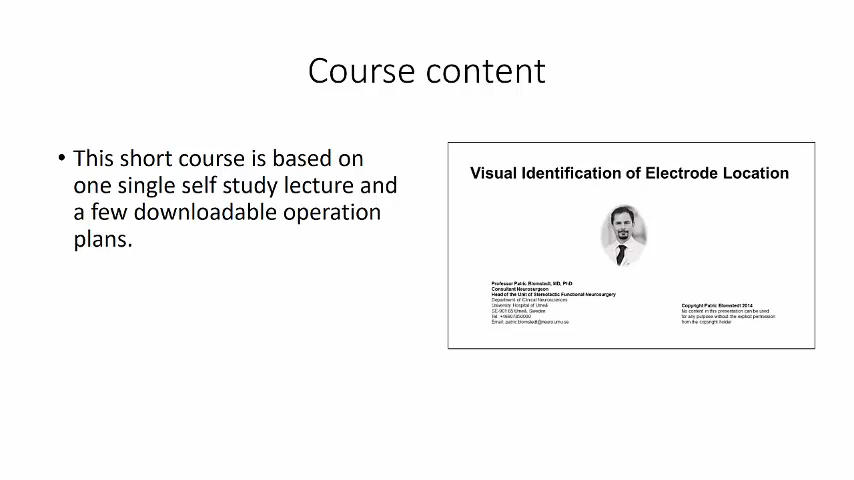 Course content
• This short course is based on
one single self study lecture and
a few downloadable operation
plans.
Visual Identification of Electrode Location
Professor Patric Blomstedt, MD, PhD
Consultant Neurosurgeon
Head of the Unit of Stereotactic Functional Neurosurgery
Department of Clinical Neurosciences
University Hospital of Umeå
SE-901 85 Umeå, Sweden
Email: patric.blomstedt@neuro.umu.se
Copyright Patric Blomstedt 2014
No content in this presentation can be used
for any purpose without the explicit permission
from the copyright holder